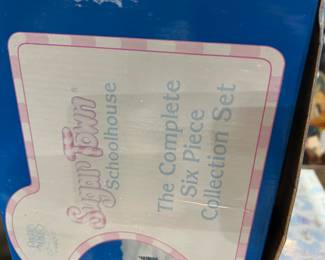 Sugar Town®
Schoolhouse
The Complete
Six Piece
Collection Set